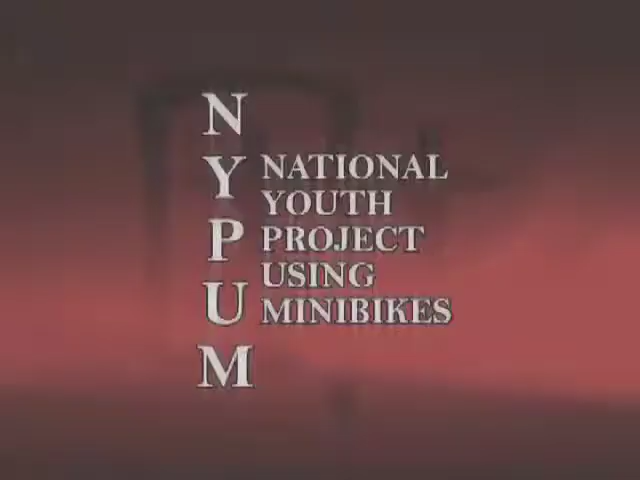 N
Y
P
U
M
NATIONAL
YOUTH
PROJECT
USING
MINIBIKES